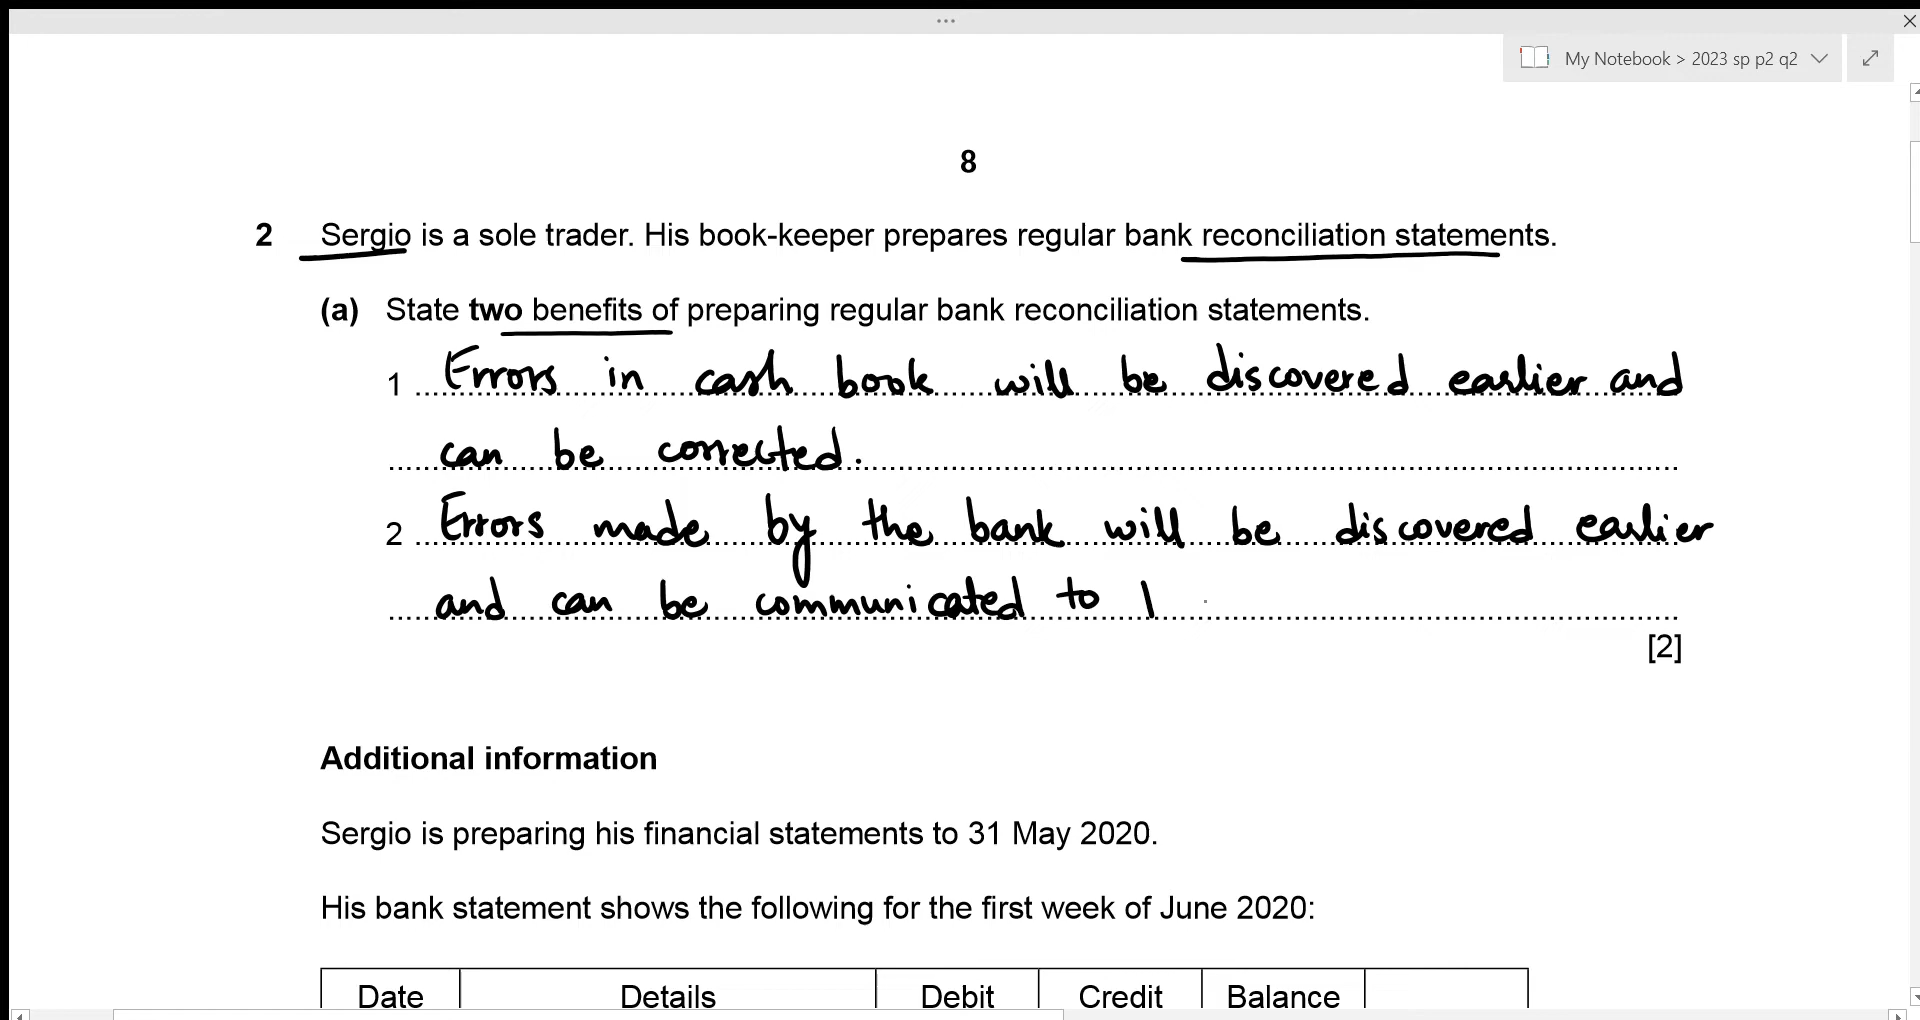 My Notebook > 2023 sp p2 q2
8
2 Sergio is a sole trader. His book-keeper prepares regular bank reconciliation statements.
(a) State two benefits of preparing regular bank reconciliation statements.
1 Errors in cash book will be discovered earlier and
can be corrected.
2 Errors made by the bank will be discovered earlier
and can be communicated to
[2]
Additional information
Sergio is preparing his financial statements to 31 May 2020.
His bank statement shows the following for the first week of June 2020:
Date Details Debit Credit Balance